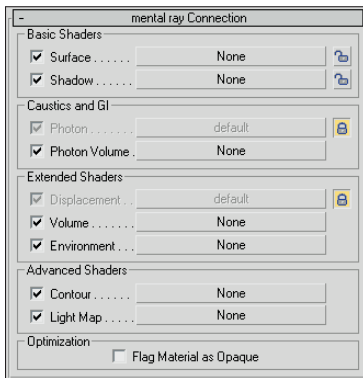 - mental ray Connection
Basic Shaders
Surface . . . . . . None
Shadow . . . . . . None
Caustics and GI
Photon . . . . . . . default
Photon Volume . None
Extended Shaders
Displacement . . default
Volume . . . . . . . None
Environment . . . None
Advanced Shaders
Contour . . . . . . None
Light Map . . . . . None
Optimization
Flag Material as Opaque